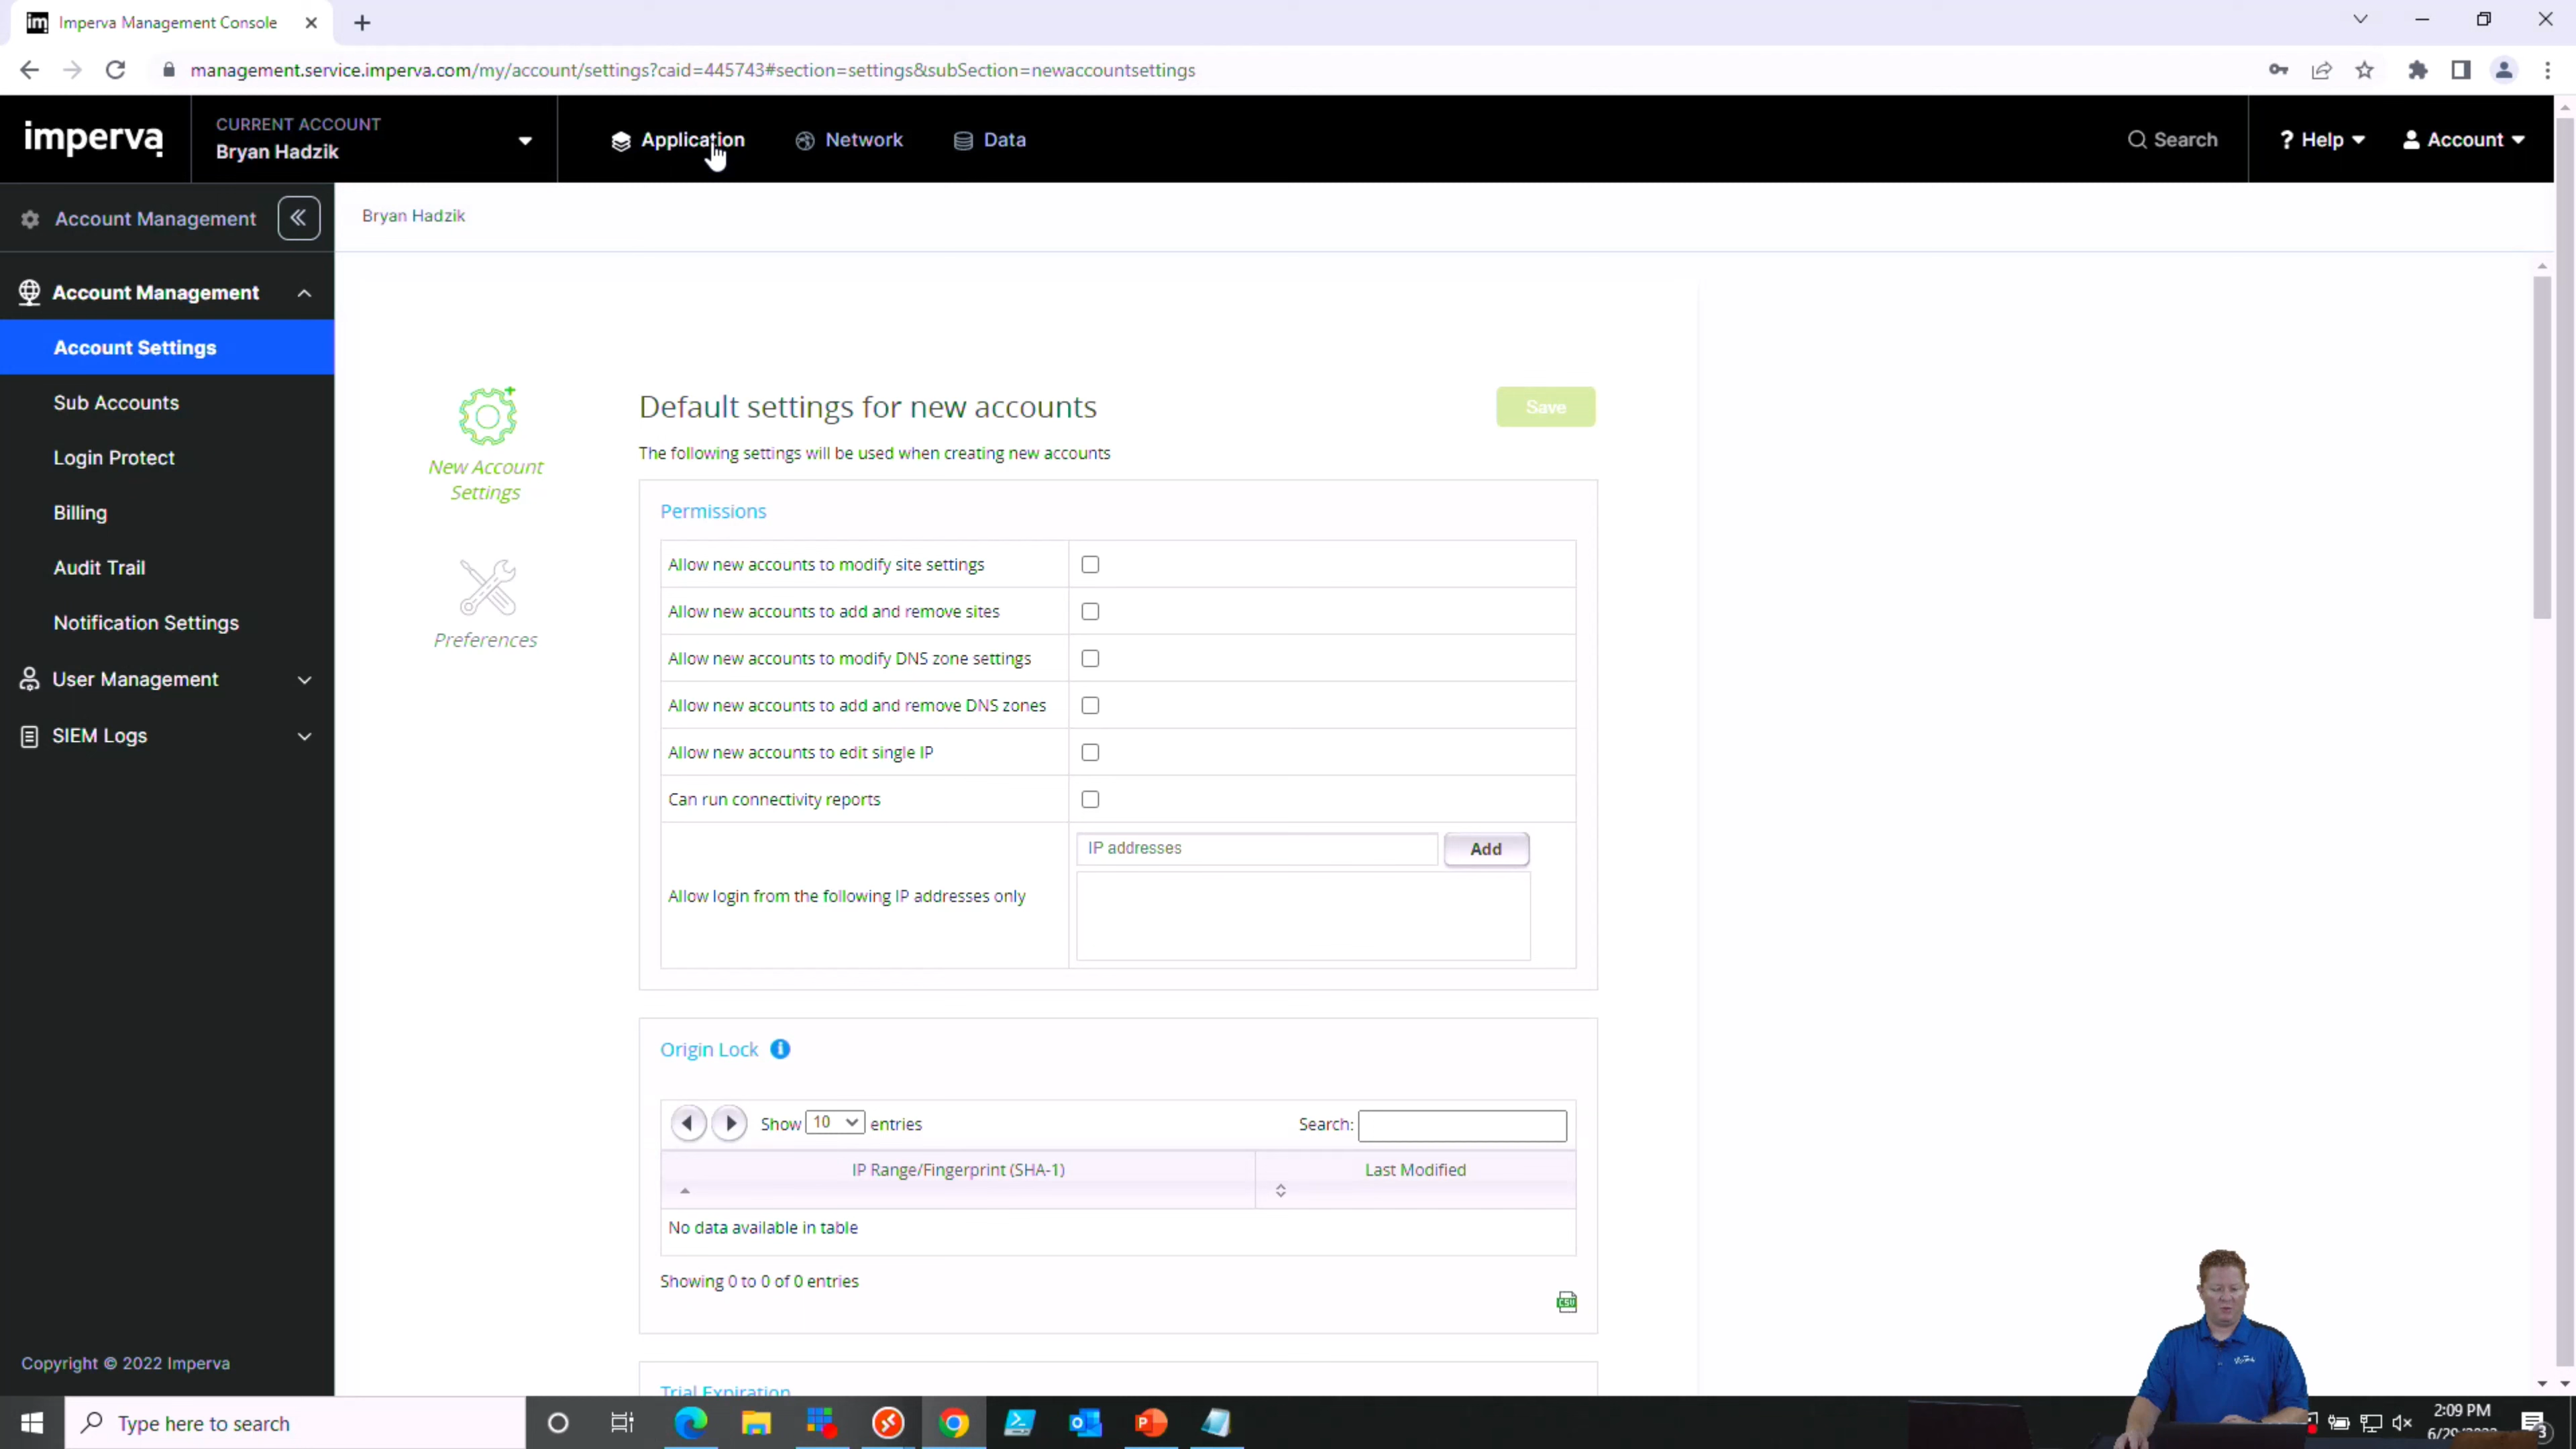 im Imperva Management Console
management.service.imperva.com/my/account/settings?caid=445743#section=settings&subSection=newaccountsettings
imperva
CURRENT ACCOUNT
Bryan Hadzik
Application
Network
Data
Search
? Help
Account
Account Management
Bryan Hadzik
Account Management
Account Settings
Sub Accounts
Login Protect
Billing
Audit Trail
Notification Settings
User Management
SIEM Logs
Copyright © 2022 Imperva
New Account
Settings
Preferences
Default settings for new accounts
Save
The following settings will be used when creating new accounts
Permissions
Allow new accounts to modify site settings
Allow new accounts to add and remove sites
Allow new accounts to modify DNS zone settings
Allow new accounts to add and remove DNS zones
Allow new accounts to edit single IP
Can run connectivity reports
Allow login from the following IP addresses only
IP addresses
Add
Origin Lock
Show 10 entries
Search:
IP Range/Fingerprint (SHA-1)
Last Modified
No data available in table
Showing 0 to 0 of 0 entries
CSV
Trial Expiration
Type here to search
2:09 PM
3